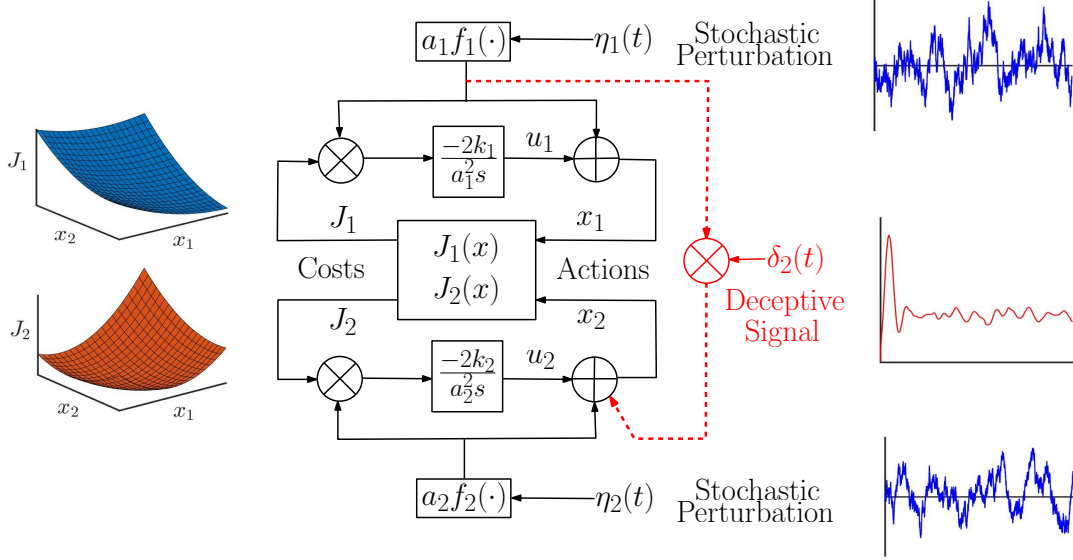 a₁f₁(·)
η₁(t)
Stochastic
Perturbation
J₁
x₂
x₁
−2k₁
a₁²s
u₁
J₁
x₁
J₁(x)
J₂(x)
Costs
Actions
δ₂(t)
Deceptive
Signal
J₂
x₂
x₁
J₂
x₂
−2k₂
a₂²s
u₂
a₂f₂(·)
η₂(t)
Stochastic
Perturbation